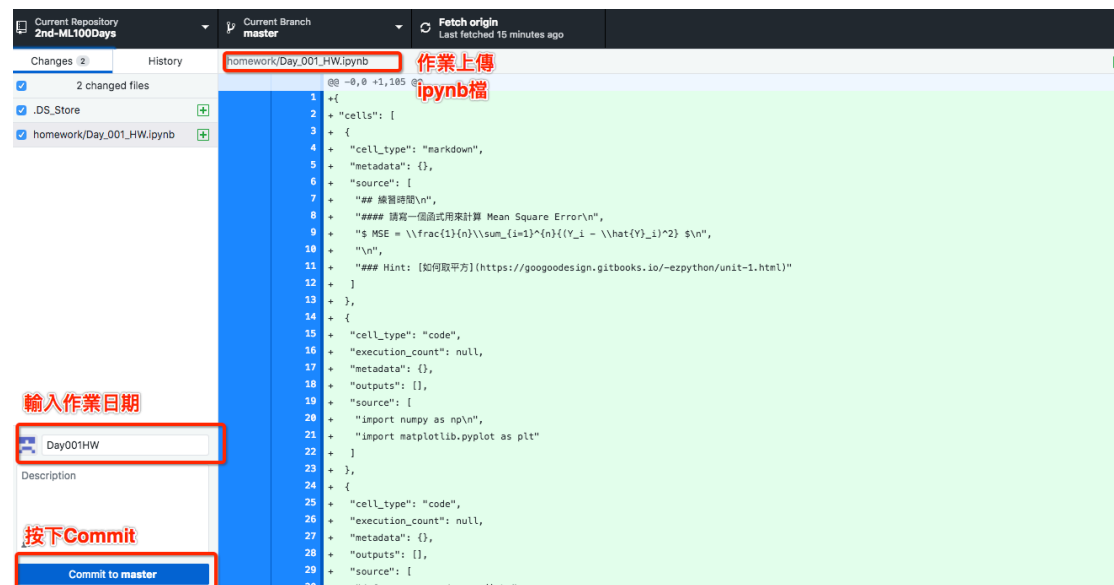 Current Repository
2nd-ML100Days
Current Branch
master
Fetch origin
Last fetched 15 minutes ago
Changes 2
History
homework/Day_001_HW.ipynb
作業上傳
ipynb檔
2 changed files
.DS_Store
homework/Day_001_HW.ipynb
@@ -0,0 +1,105 @@
1 +{
2 + "cells": [
3 + {
4 + "cell_type": "markdown",
5 + "metadata": {},
6 + "source": [
7 + "## 練習時間\n",
8 + "#### 請寫一個函式用來計算 Mean Square Error\n",
9 + "$ MSE = \\frac{1}{n}\\sum_{i=1}^{n}{(Y_i - \\hat{Y}_i)^2} $\n",
10 + "\n",
11 + "### Hint: [如何取平方](https://googoodesign.gitbooks.io/-ezpython/unit-1.html)"
12 + ]
13 + },
14 + {
15 + "cell_type": "code",
16 + "execution_count": null,
17 + "metadata": {},
18 + "outputs": [],
19 + "source": [
20 + "import numpy as np\n",
21 + "import matplotlib.pyplot as plt"
22 + ]
23 + },
24 + {
25 + "cell_type": "code",
26 + "execution_count": null,
27 + "metadata": {},
28 + "outputs": [],
29 + "source": [
輸入作業日期
Day001HW
Description
按下Commit
Commit to master